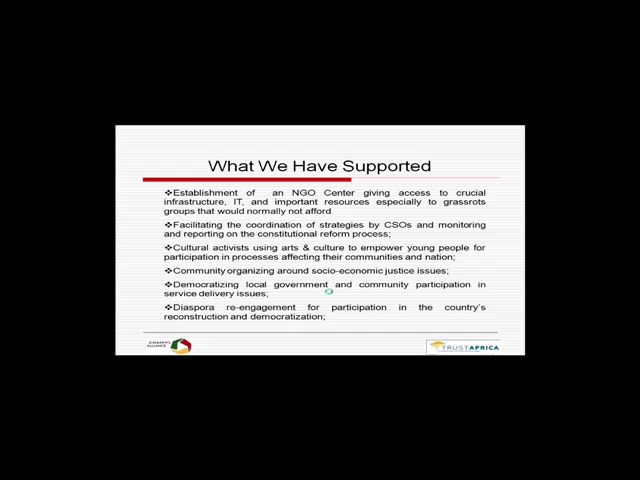 What We Have Supported
❖Establishment of an NGO Center giving access to crucial
infrastructure, IT, and important resources especially to grassrots
groups that would normally not afford
❖Facilitating the coordination of strategies by CSOs and monitoring
and reporting on the constitutional reform process;
❖Cultural activists using arts & culture to empower young people for
participation in processes affecting their communities and nation;
❖Community organizing around socio-economic justice issues;
❖Democratizing local government and community participation in
service delivery issues;
❖Diaspora re-engagement for participation in the country's
reconstruction and democratization;
ZIMBABWE
ALLIANCE
TRUSTAFRICA